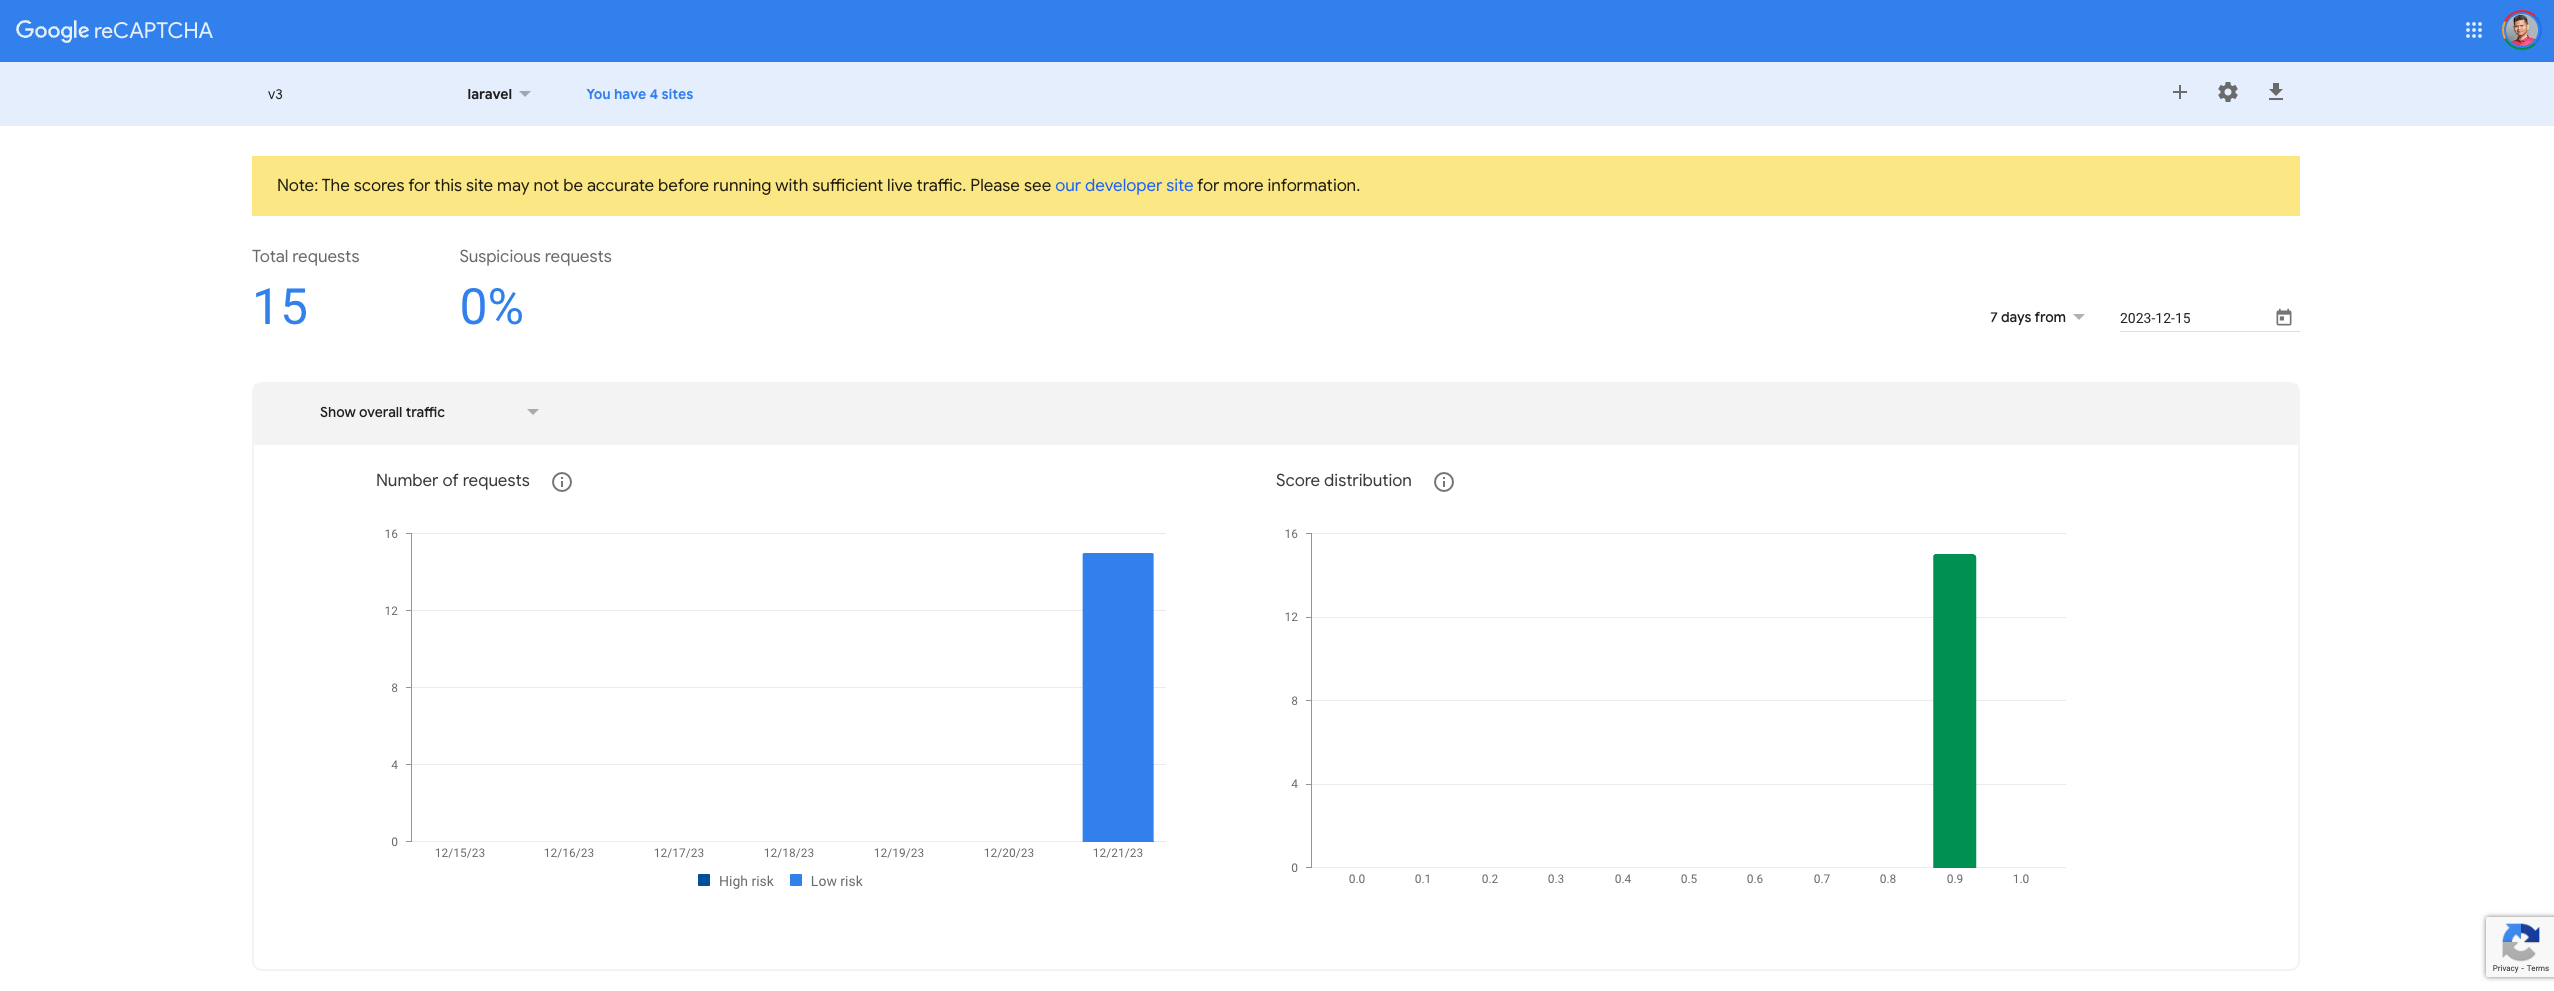 Google reCAPTCHA
v3
laravel
You have 4 sites
Note: The scores for this site may not be accurate before running with sufficient live traffic. Please see our developer site for more information.
Total requests
Suspicious requests
15
0%
7 days from
2023-12-15
Show overall traffic
Number of requests
16
12
8
4
0
12/15/23 12/16/23 12/17/23 12/18/23 12/19/23 12/20/23 12/21/23
High risk Low risk
Score distribution
16
12
8
4
0
0.0 0.1 0.2 0.3 0.4 0.5 0.6 0.7 0.8 0.9 1.0
Privacy - Terms